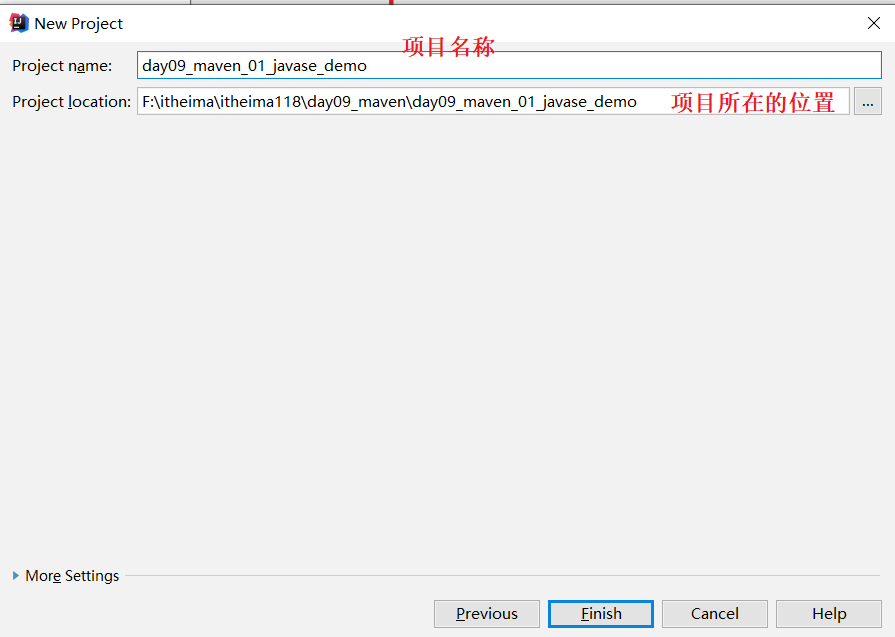 New Project
项目名称
Project name: day09_maven_01_javase_demo
Project location: F:\itheima\itheima118\day09_maven\day09_maven_01_javase_demo 项目所在的位置 ...
More Settings
Previous Finish Cancel Help